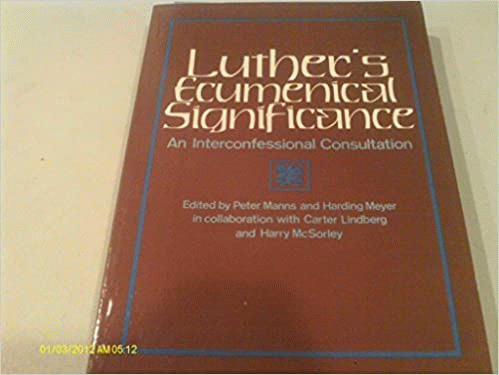 Luther's
Ecumenical
Significance
An Interconfessional Consultation
Edited by Peter Manns and Harding Meyer
in collaboration with Carter Lindberg
and Harry McSorley
01/03/2012 AM 05:12